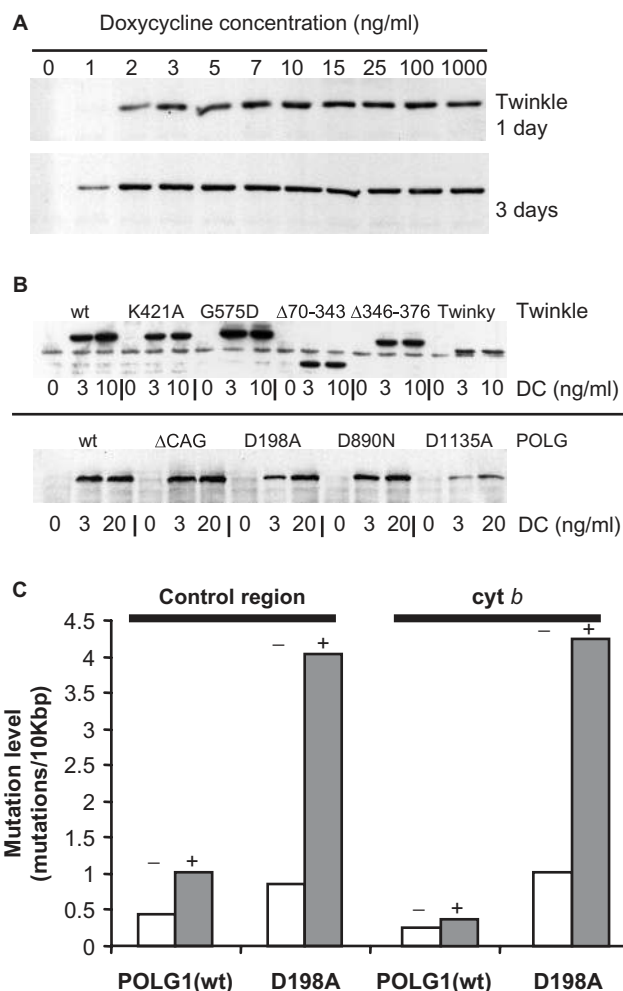 A
Doxycycline concentration (ng/ml)
0 1 2 3 5 7 10 15 25 100 1000
Twinkle
1 day
3 days
B
wt K421A G575D Δ70-343 Δ346-376 Twinky Twinkle
0 3 10 | 0 3 10 | 0 3 10 | 0 3 10 | 0 3 10 | 0 3 10 DC (ng/ml)
wt ΔCAG D198A D890N D1135A POLG
0 3 20 | 0 3 20 | 0 3 20 | 0 3 20 | 0 3 20 DC (ng/ml)
C
Control region cyt b
Mutation level
(mutations/10Kbp)
4.5
4
3.5
3
2.5
2
1.5
1
0.5
0
– + – + – + – +
POLG1(wt) D198A POLG1(wt) D198A